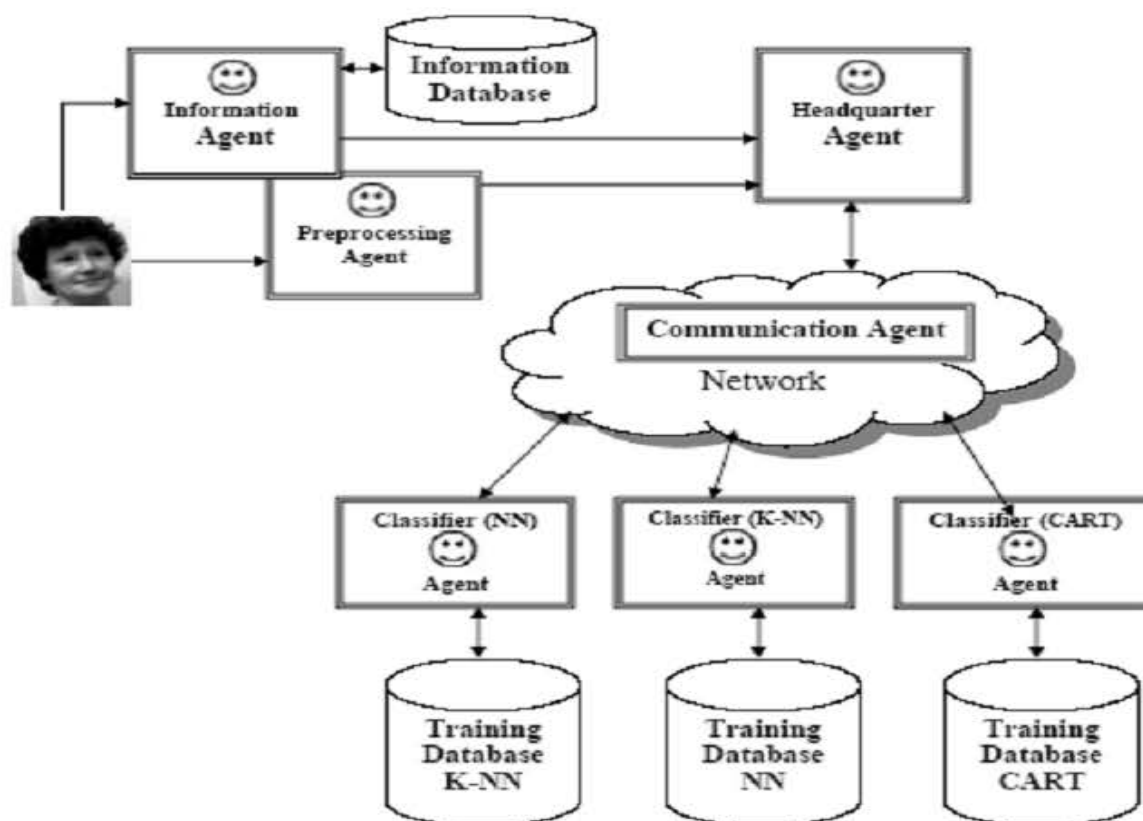 Information
Agent
Information
Database
Headquarter
Agent
Preprocessing
Agent
Communication Agent
Network
Classifier (NN)
Agent
Classifier (K-NN)
Agent
Classifier (CART)
Agent
Training
Database
K-NN
Training
Database
NN
Training
Database
CART